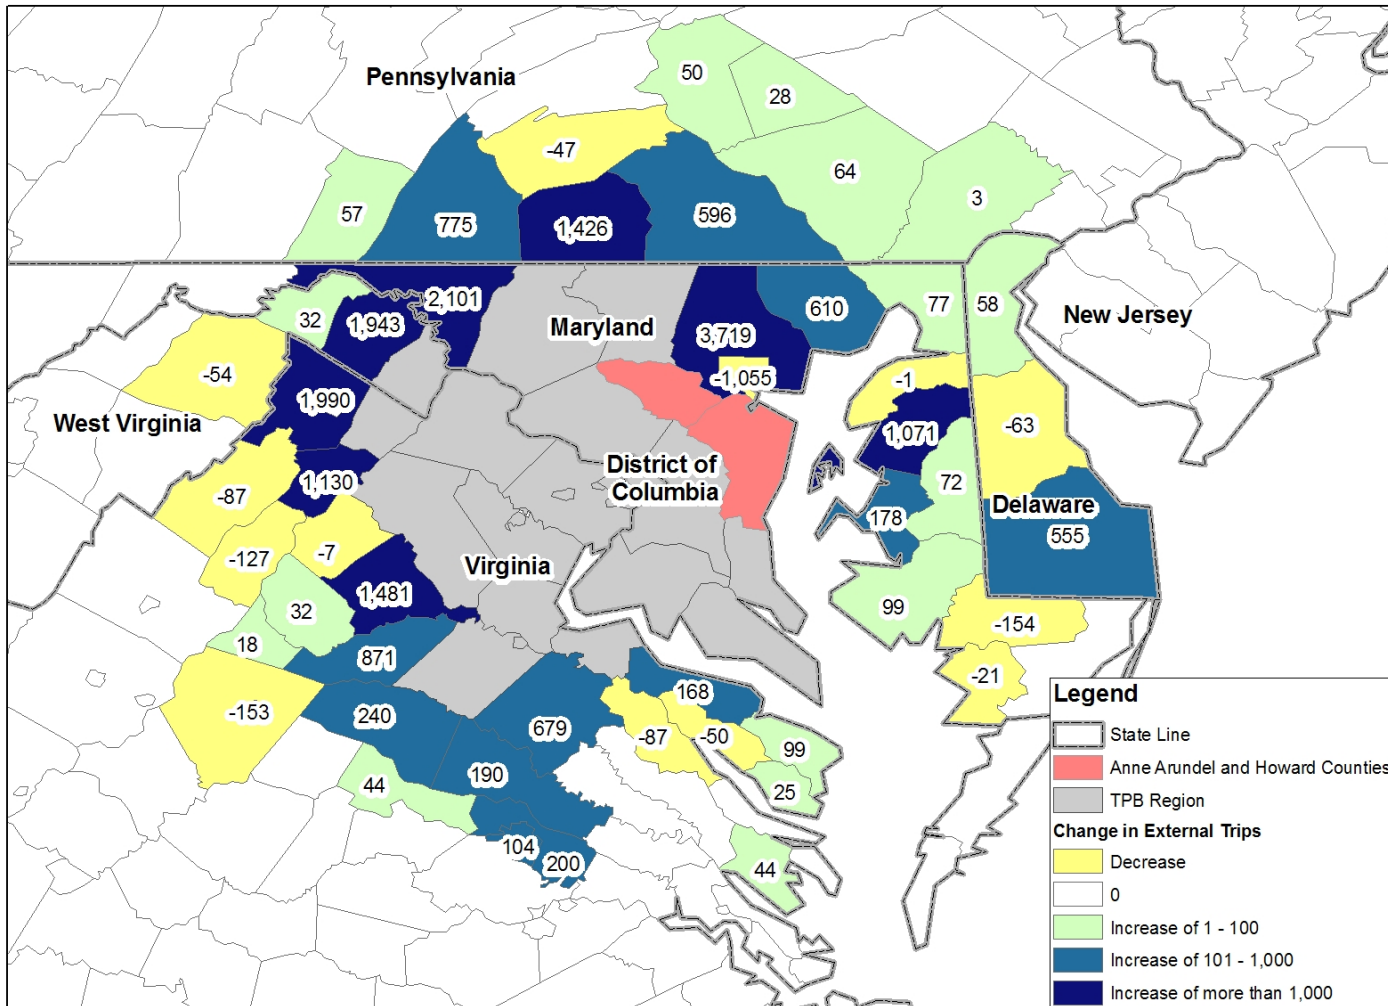 50
Pennsylvania
28
-47
64
3
57
775
1,426
596
2,101
77
58
32
1,943
Maryland
610
New Jersey
3,719
-54
-1,055
-1
1,990
West Virginia
1,071
-63
District of
Columbia
1,130
72
-87
Delaware
178
555
-127
-7
Virginia
1,481
32
99
-154
18
871
-21
168
-153
240
679
-87
-50
99
190
44
25
104
200
44
Legend
State Line
Anne Arundel and Howard Counties
TPB Region
Change in External Trips
Decrease
0
Increase of 1 - 100
Increase of 101 - 1,000
Increase of more than 1,000